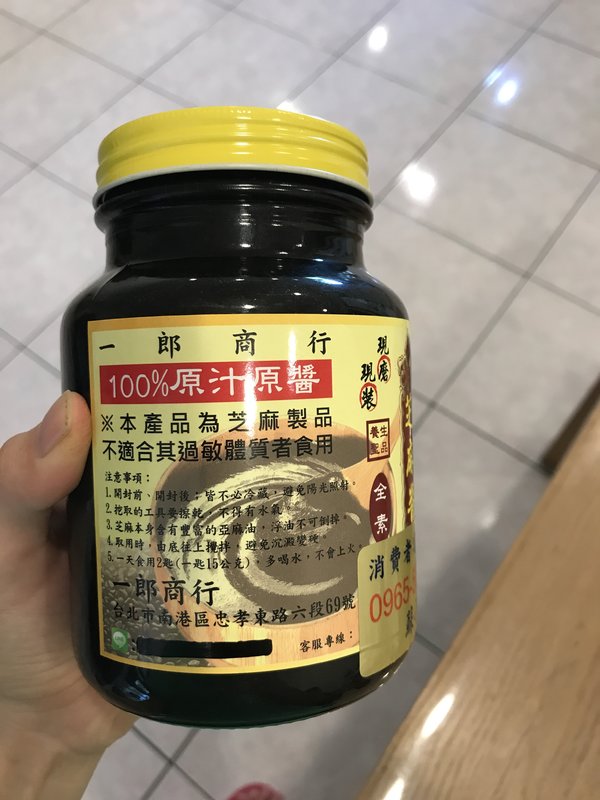 一郎商行
100%原汁原醬
※本產品為芝麻製品
不適合其過敏體質者食用
注意事項：
1.開封前、開封後：皆不必冷藏，避免陽光照射。
2.挖取的工具要擦乾，不得有水氣。
3.芝麻本身含有豐富的亞麻油，浮油不可倒掉。
4.取用時，由底往上攪拌，避免沉澱變硬。
5.一天食用2匙(一匙15公克)，多喝水，不會上火。
一郎商行
台北市南港區忠孝東路六段69號
客服專線：
現磨
現裝
養生
聖品
全素
消費者
0965-